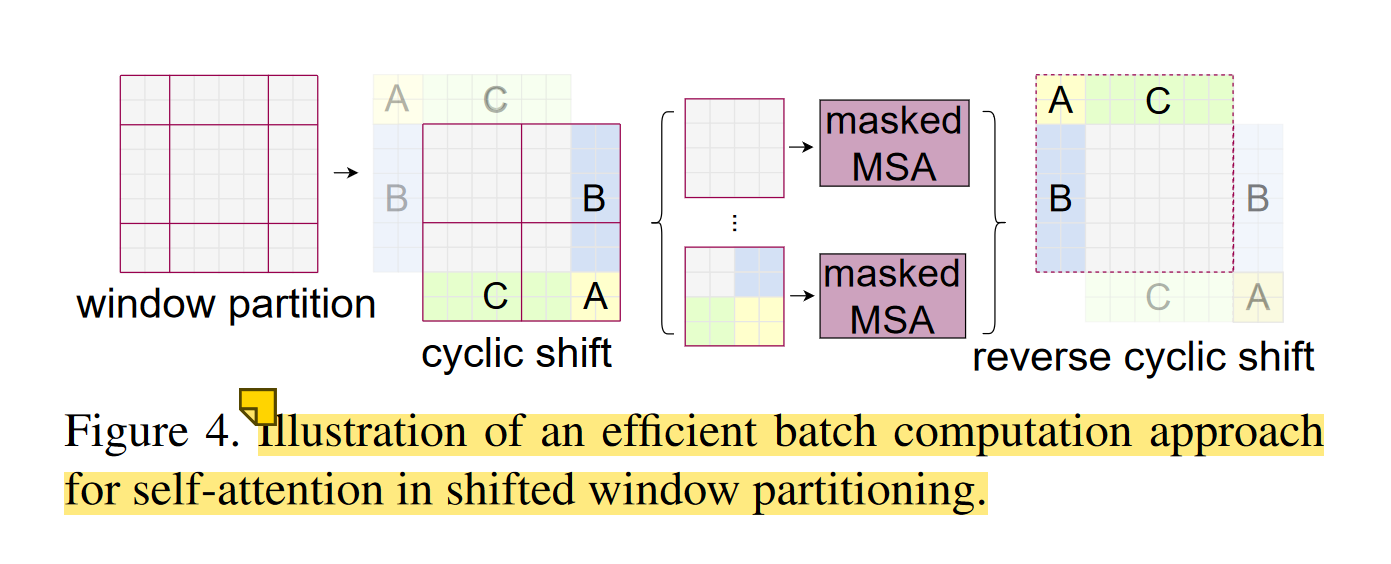 A
C
B
B
C
A
window partition
cyclic shift
masked
MSA
...
masked
MSA
A
C
B
B
C
A
reverse cyclic shift
Figure 4. Illustration of an efficient batch computation approach
for self-attention in shifted window partitioning.